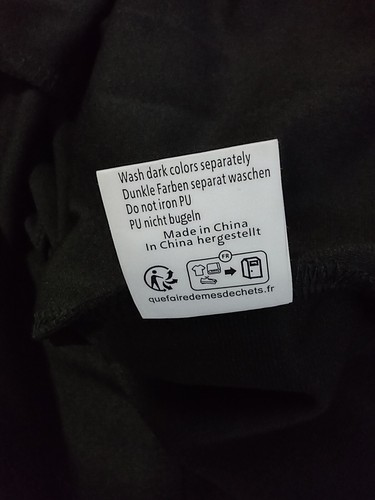 Wash dark colors separately
Dunkle Farben separat waschen
Do not iron PU
PU nicht bugeln
Made in China
In China hergestellt
FR
quefairedemesdechets.fr